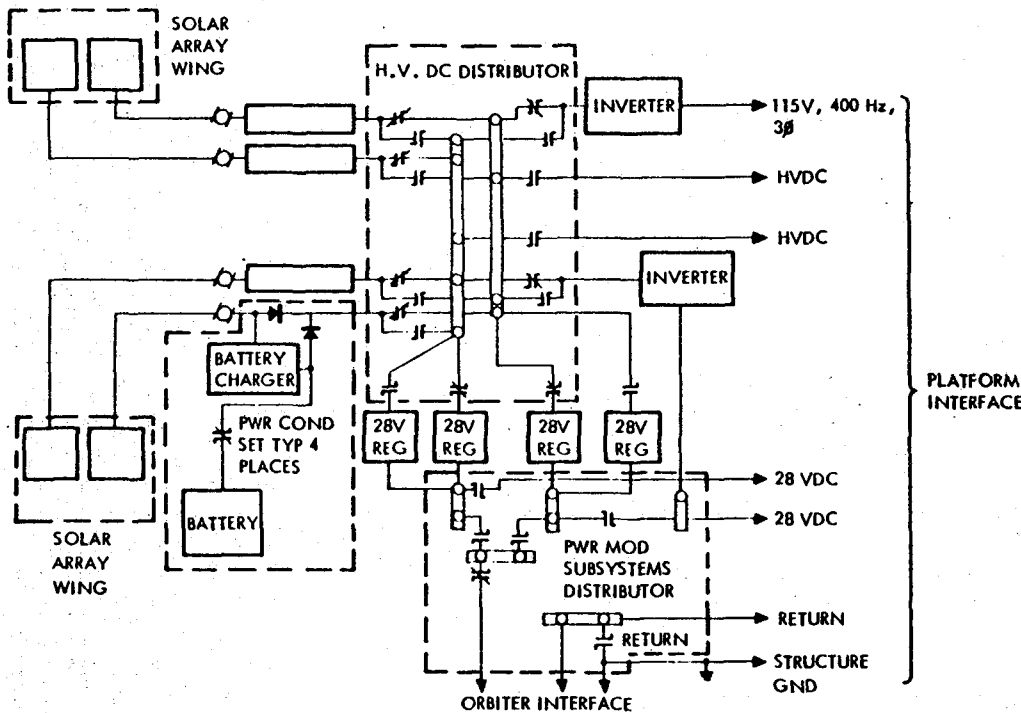 SOLAR
ARRAY
WING
H.V. DC DISTRIBUTOR
INVERTER
115V, 400 Hz,
3ø
HVDC
HVDC
INVERTER
BATTERY
CHARGER
PWR COND
SET TYP 4
PLACES
BATTERY
SOLAR
ARRAY
WING
28V
REG
28V
REG
28V
REG
28V
REG
PLATFORM
INTERFACE
28 VDC
28 VDC
PWR MOD
SUBSYSTEMS
DISTRIBUTOR
RETURN
RETURN
STRUCTURE
GND
ORBITER INTERFACE